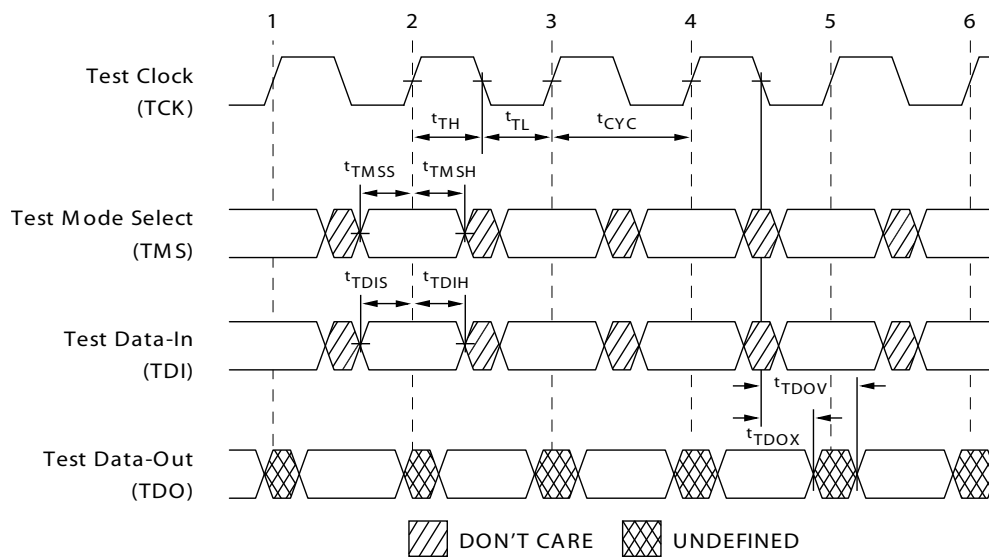 1 2 3 4 5 6
Test Clock
(TCK)
tTH tTL tCYC
tTMSS tTMSH
Test Mode Select
(TMS)
tTDIS tTDIH
Test Data-In
(TDI)
tTDOV
tTDOX
Test Data-Out
(TDO)
DON'T CARE UNDEFINED